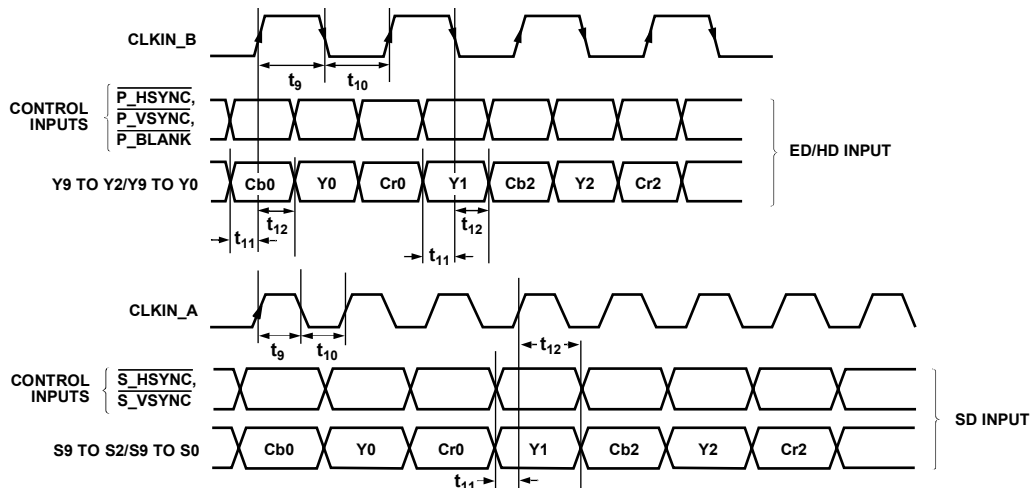 CLKIN_B
t9 t10
CONTROL INPUTS
P_HSYNC,
P_VSYNC,
P_BLANK
ED/HD INPUT
Y9 TO Y2/Y9 TO Y0
Cb0 Y0 Cr0 Y1 Cb2 Y2 Cr2
t12 t12
t11 t11
CLKIN_A
t9 t10 t12
CONTROL INPUTS
S_HSYNC,
S_VSYNC
SD INPUT
S9 TO S2/S9 TO S0
Cb0 Y0 Cr0 Y1 Cb2 Y2 Cr2
t11